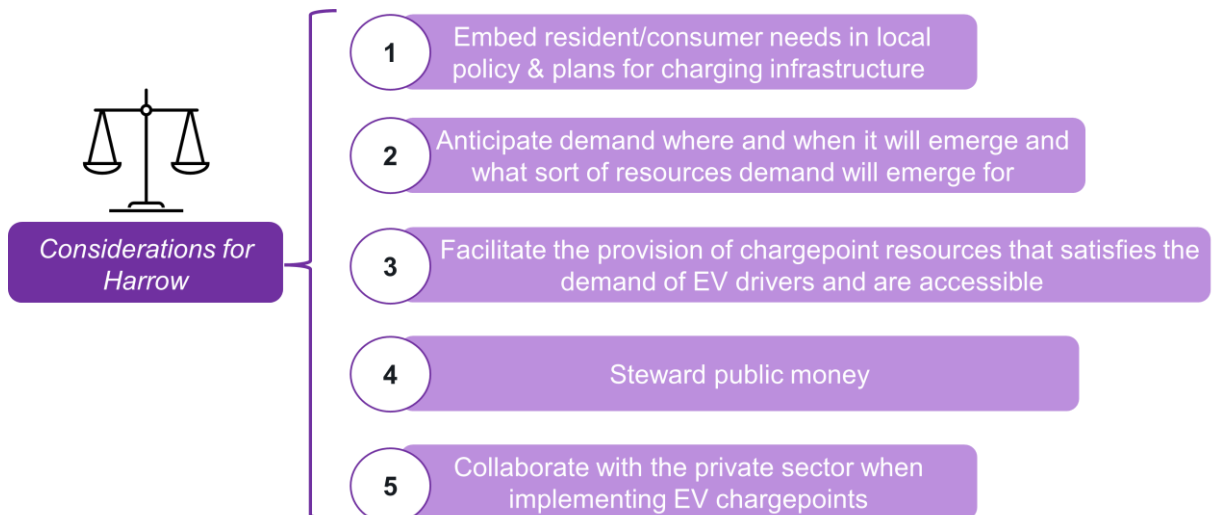 Considerations for
Harrow
1
Embed resident/consumer needs in local
policy & plans for charging infrastructure
2
Anticipate demand where and when it will emerge and
what sort of resources demand will emerge for
3
Facilitate the provision of chargepoint resources that satisfies the
demand of EV drivers and are accessible
4
Steward public money
5
Collaborate with the private sector when
implementing EV chargepoints